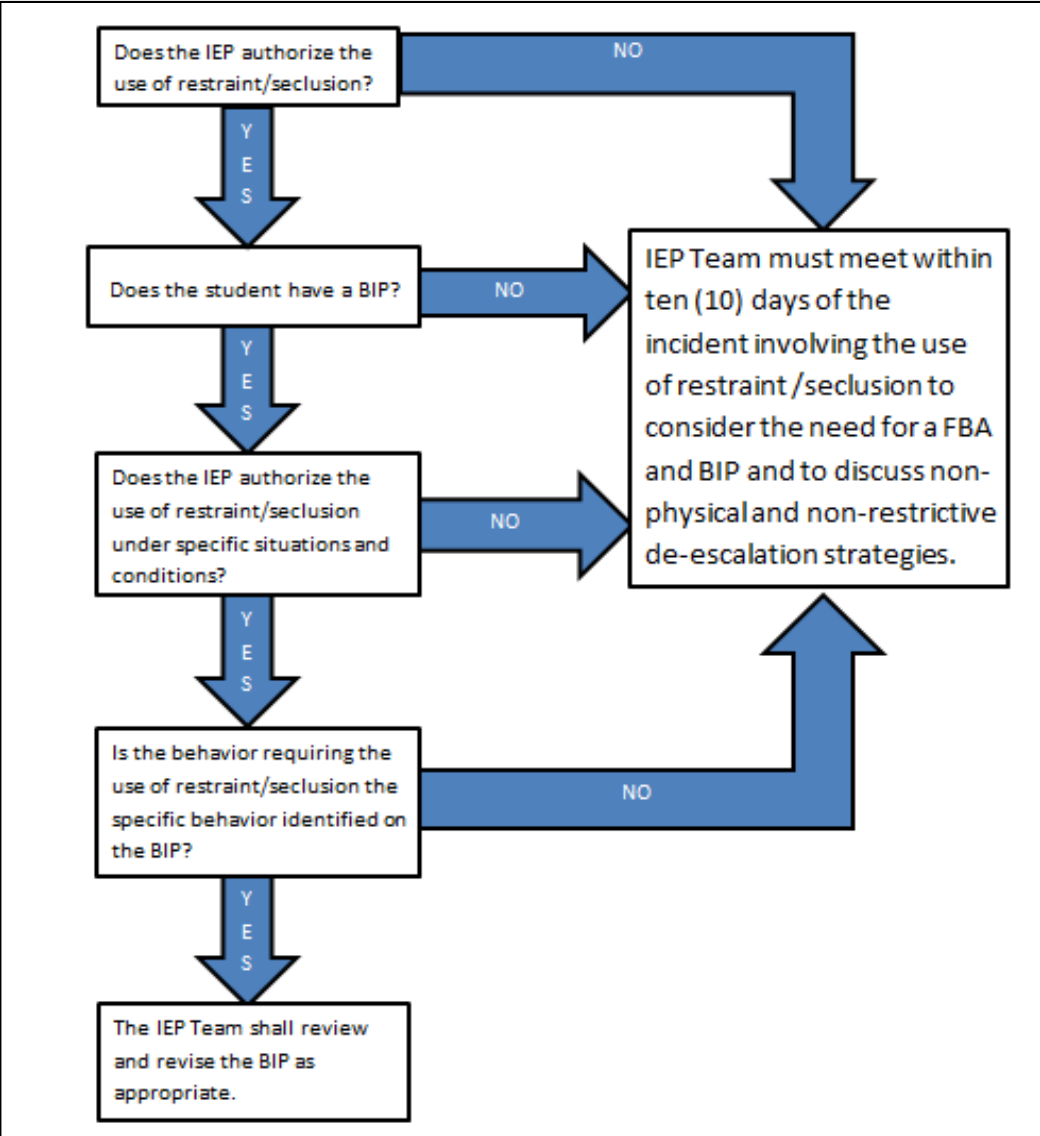 Does the IEP authorize the
use of restraint/seclusion?
NO
Y
E
S
Does the student have a BIP?
NO
IEP Team must meet within
ten (10) days of the
incident involving the use
of restraint /seclusion to
consider the need for a FBA
and BIP and to discuss non-
physical and non-restrictive
de-escalation strategies.
Y
E
S
Does the IEP authorize the
use of restraint/seclusion
under specific situations and
conditions?
NO
Y
E
S
Is the behavior requiring the
use of restraint/seclusion the
specific behavior identified on
the BIP?
NO
Y
E
S
The IEP Team shall review
and revise the BIP as
appropriate.